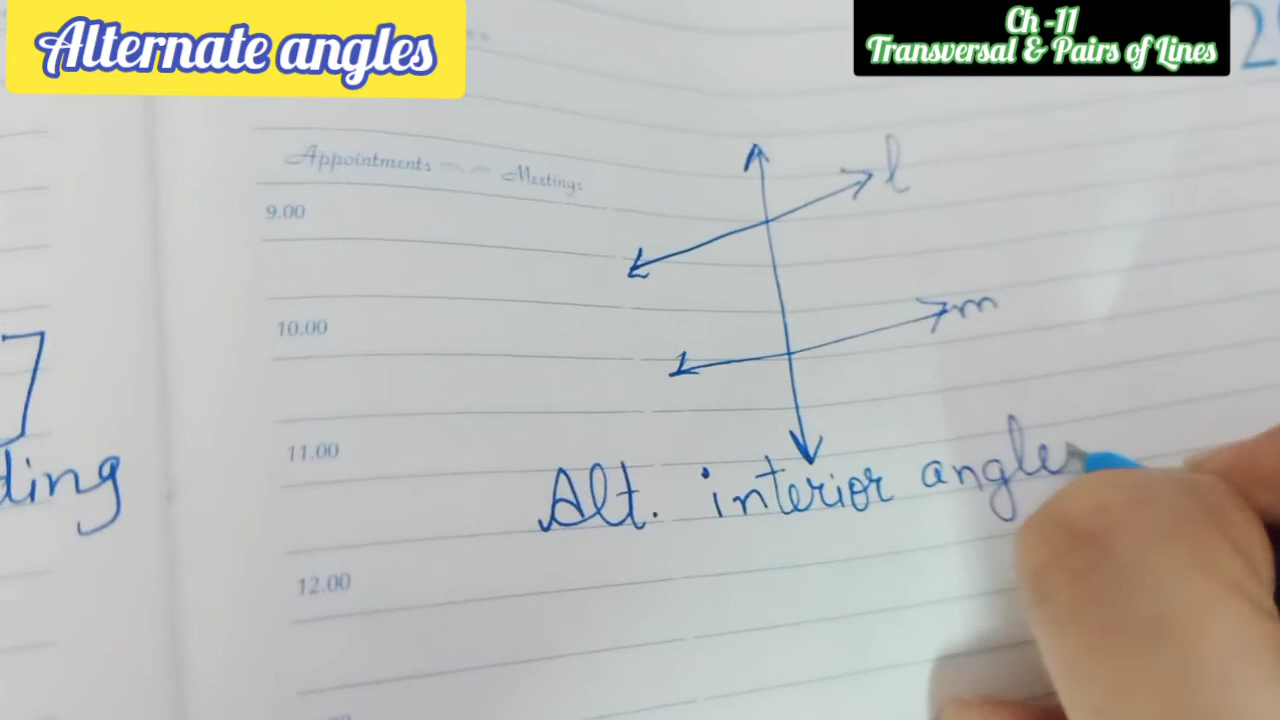 Alternate angles
Ch -11
Transversal & Pairs of Lines
Appointments Meetings
9.00
l
10.00
m
11.00
ding
Alt. interior angle
12.00